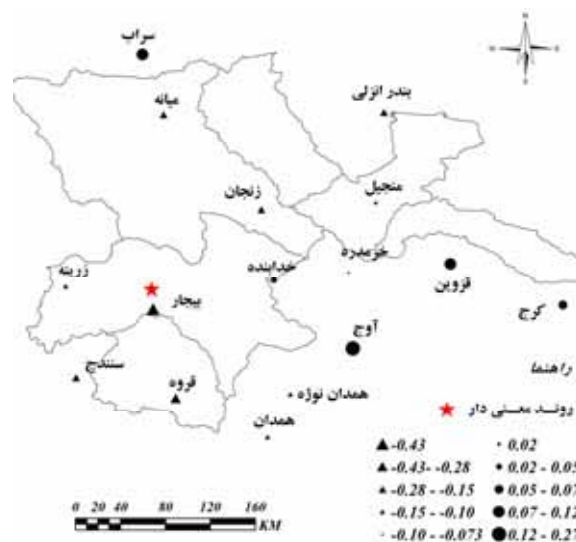 سراب
N
میانه
بندر انزلی
منجیل
زنجان
خرمدره
خدابنده
زرینه
قزوین
بیجار
کرج
آوج
راهنما
سنندج
قروه
همدان نوژه
روند معنی دار
همدان
-0.43
0.02
-0.43- -0.28
0.02 - 0.05
-0.28 - -0.15
0.05 - 0.07
-0.15 - -0.10
0.07 - 0.12
-0.10 - -0.073
0.12 - 0.27
0 20 40 80 120 160
KM